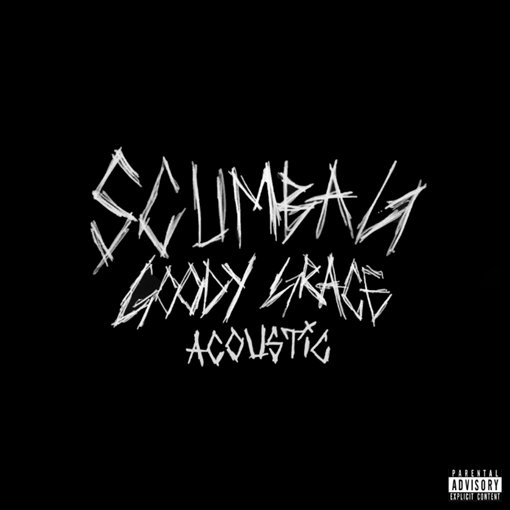 SCUMBAG
GOODY GRACE
ACOUSTIC
PARENTAL
ADVISORY
EXPLICIT CONTENT